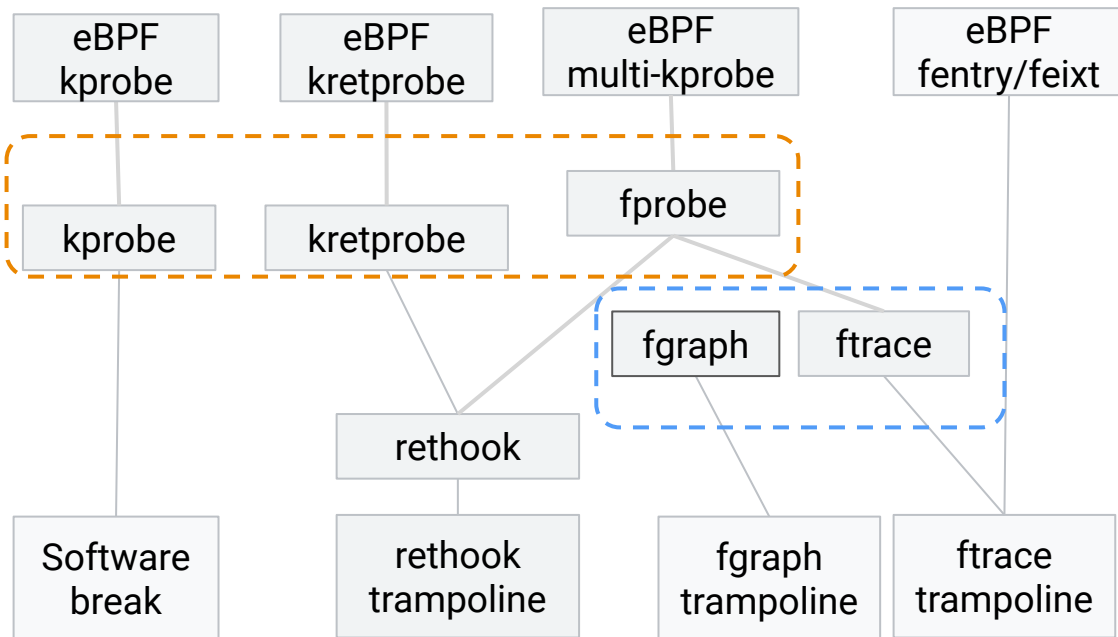 eBPF
kprobe
eBPF
kretprobe
eBPF
multi-kprobe
eBPF
fentry/feixt
fprobe
kprobe
kretprobe
fgraph
ftrace
rethook
Software
break
rethook
trampoline
fgraph
trampoline
ftrace
trampoline